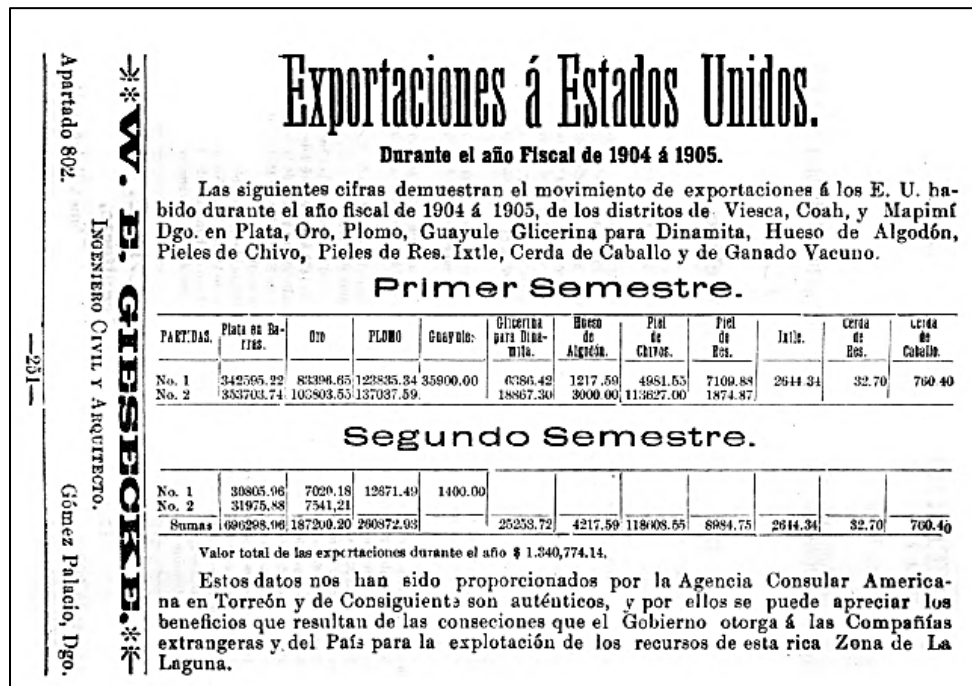 Exportaciones á Estados Unidos.
Durante el año Fiscal de 1904 á 1905.
Las siguientes cifras demuestran el movimiento de exportaciones á los E. U. ha-
bido durante el año fiscal de 1904 á 1905, de los distritos de Viesca, Coah, y Mapimí
Dgo. en Plata, Oro, Plomo, Guayule Glicerina para Dinamita, Hueso de Algodón,
Pieles de Chivo, Pieles de Res. Ixtle, Cerda de Caballo y de Ganado Vacuno.
Primer Semestre.
PARTIDAS. Plata en Ba- rras. Oro PLOMO Guayule: Glicerina para Dina- mita. Hueso de Algodón. Piel de Chivos. Piel de Res. Ixtle. Cerda de Res. Cerda de Caballo.
No. 1 342595.22 83396.65 123835.34 35900.00 6386.42 1217.59 4981.55 7109.88 2644 34 32.70 760 40
No. 2 353703.74 103803.55 137037.59. 18867.30 3000.00 113627.00 1874.87
Segundo Semestre.
No. 1 30805.96 7020.18 12671.49 1400.00
No. 2 31975.88 7541,21
Sumas 696298.96 187200.20 260872.93 25253.72 4217.59 118608.55 8984.75 2644.34 32.70 760.40
Valor total de las exportaciones durante el año $ 1.340,774.14.
Estos datos nos han sido proporcionados por la Agencia Consular America-
na en Torreón y de Consiguiente son auténticos, y por ellos se puede apreciar los
beneficios que resultan de las conseciones que el Gobierno otorga á las Compañías
extrangeras y del País para la explotación de los recursos de esta rica Zona de La
Laguna.
W. E. GIESECKE.
INGENIERO CIVIL Y ARQUITECTO.
Apartado 802. Gómez Palacio, Dgo.
—251—